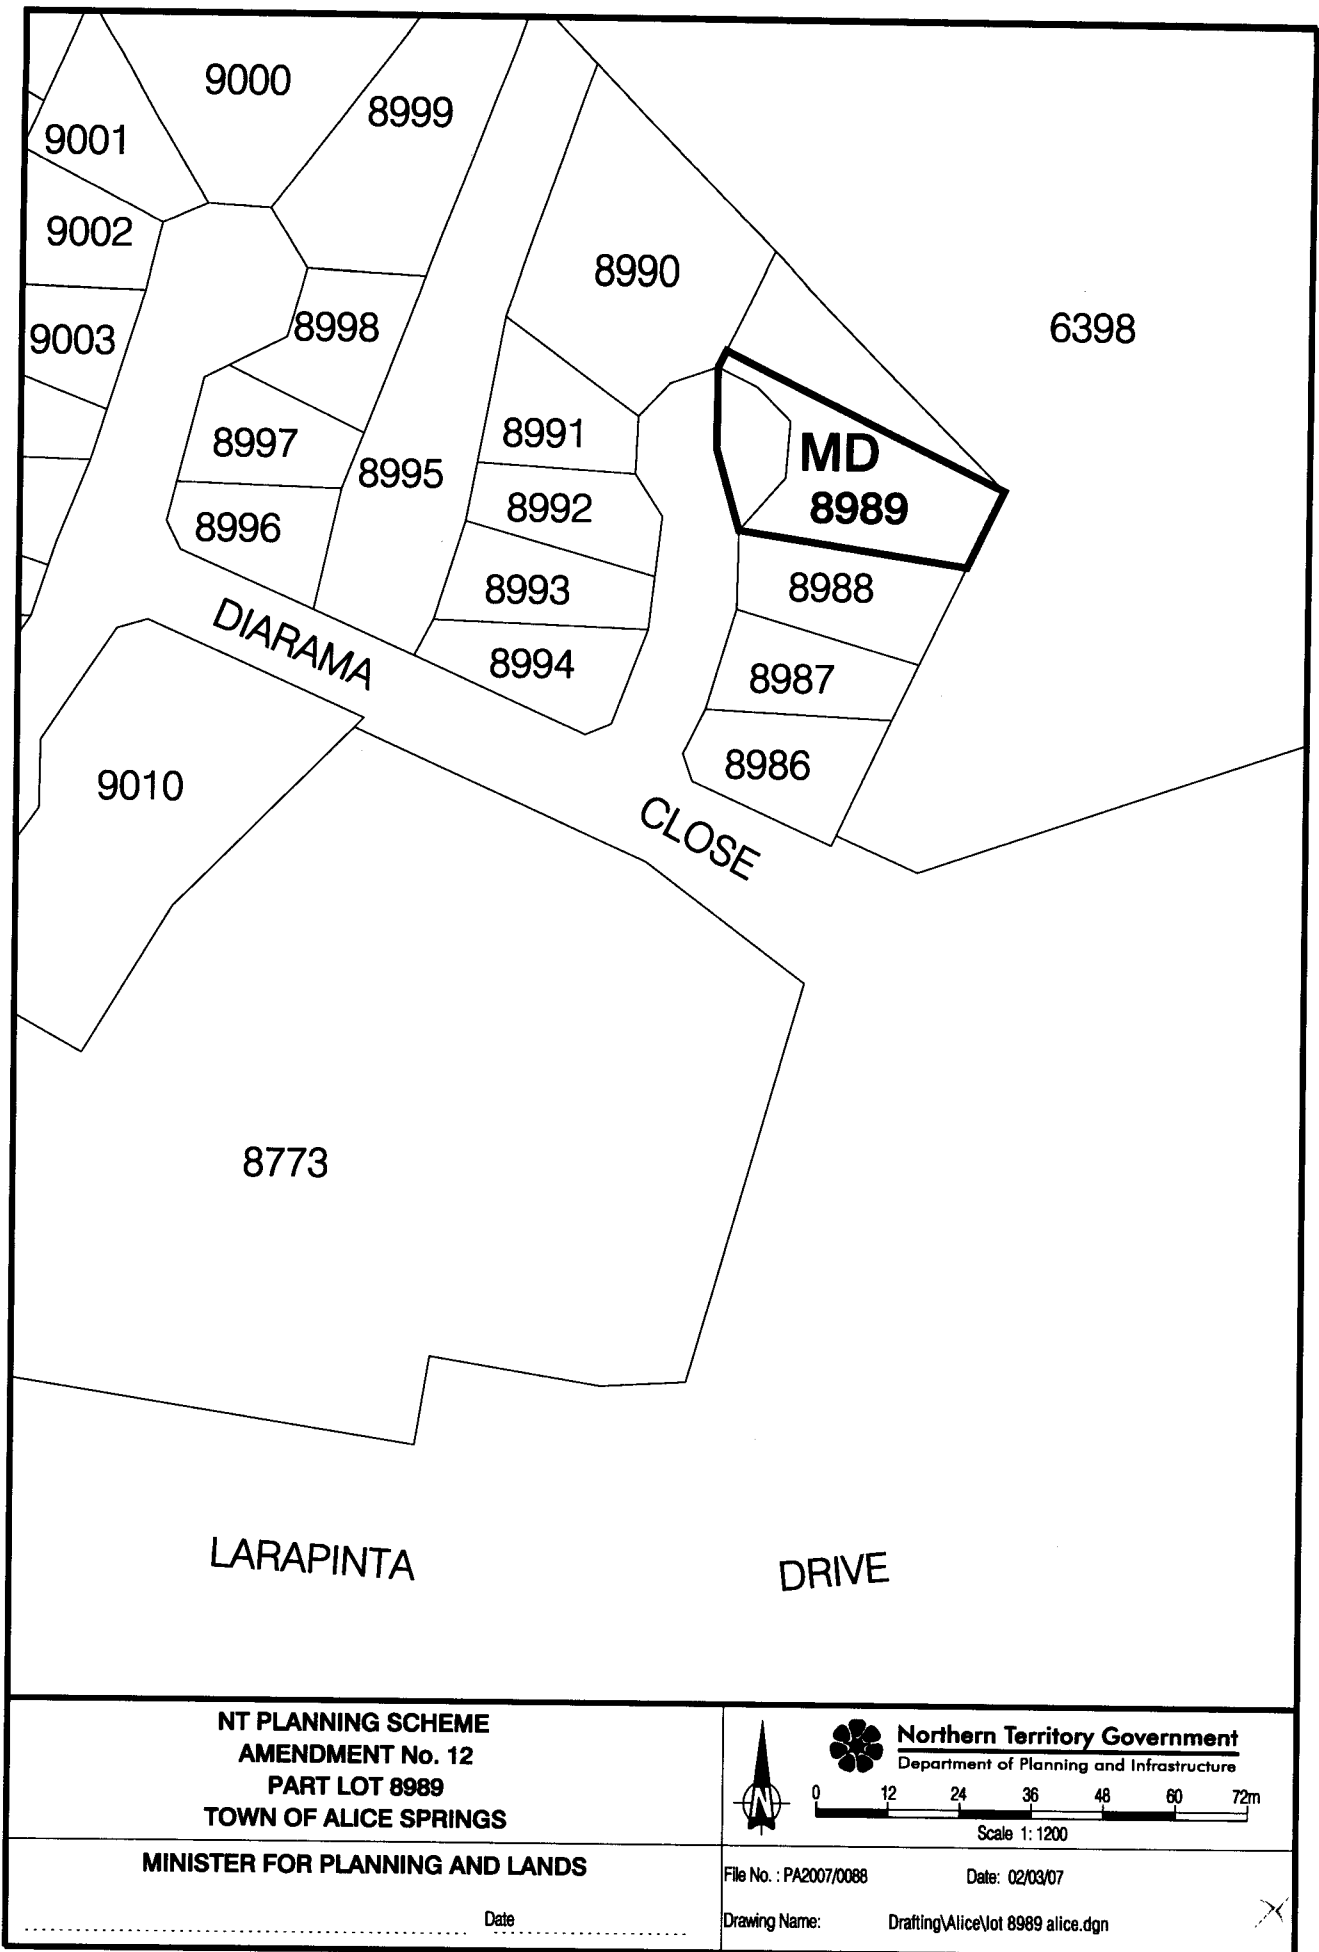 9000
8999
9001
9002
8990
6398
9003
8998
8997
8991
MD
8995
8989
8992
8996
8993
8988
DIARAMA
8994
8987
8986
9010
CLOSE
8773
LARAPINTA DRIVE
NT PLANNING SCHEME
AMENDMENT No. 12
PART LOT 8989
TOWN OF ALICE SPRINGS
MINISTER FOR PLANNING AND LANDS
Date
N
Northern Territory Government
Department of Planning and Infrastructure
0 12 24 36 48 60 72m
Scale 1: 1200
File No. : PA2007/0088 Date: 02/03/07
Drawing Name: Drafting\Alice\lot 8989 alice.dgn